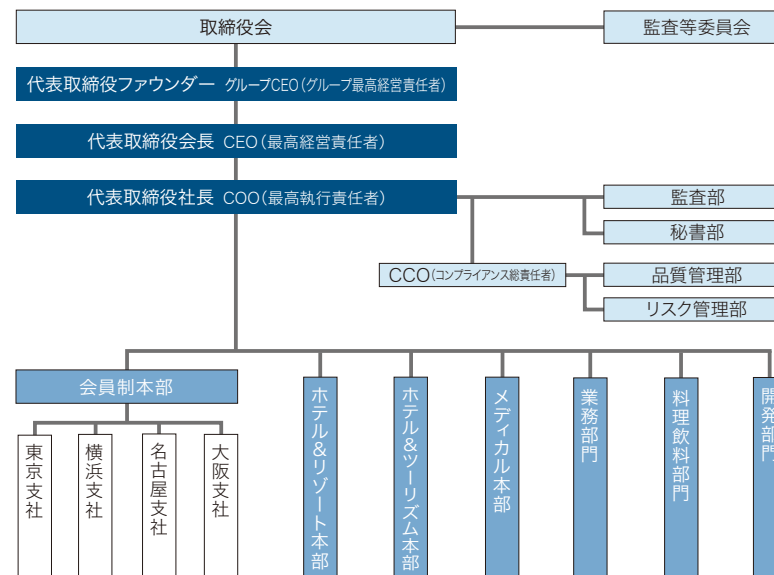 取締役会
監査等委員会
代表取締役ファウンダー グループCEO（グループ最高経営責任者）
代表取締役会長 CEO（最高経営責任者）
代表取締役社長 COO（最高執行責任者）
監査部
秘書部
CCO（コンプライアンス総責任者）
品質管理部
リスク管理部
会員制本部
東京支社
横浜支社
名古屋支社
大阪支社
ホテル&リゾート本部
ホテル&ツーリズム本部
メディカル本部
業務部門
料理飲料部門
開発部門